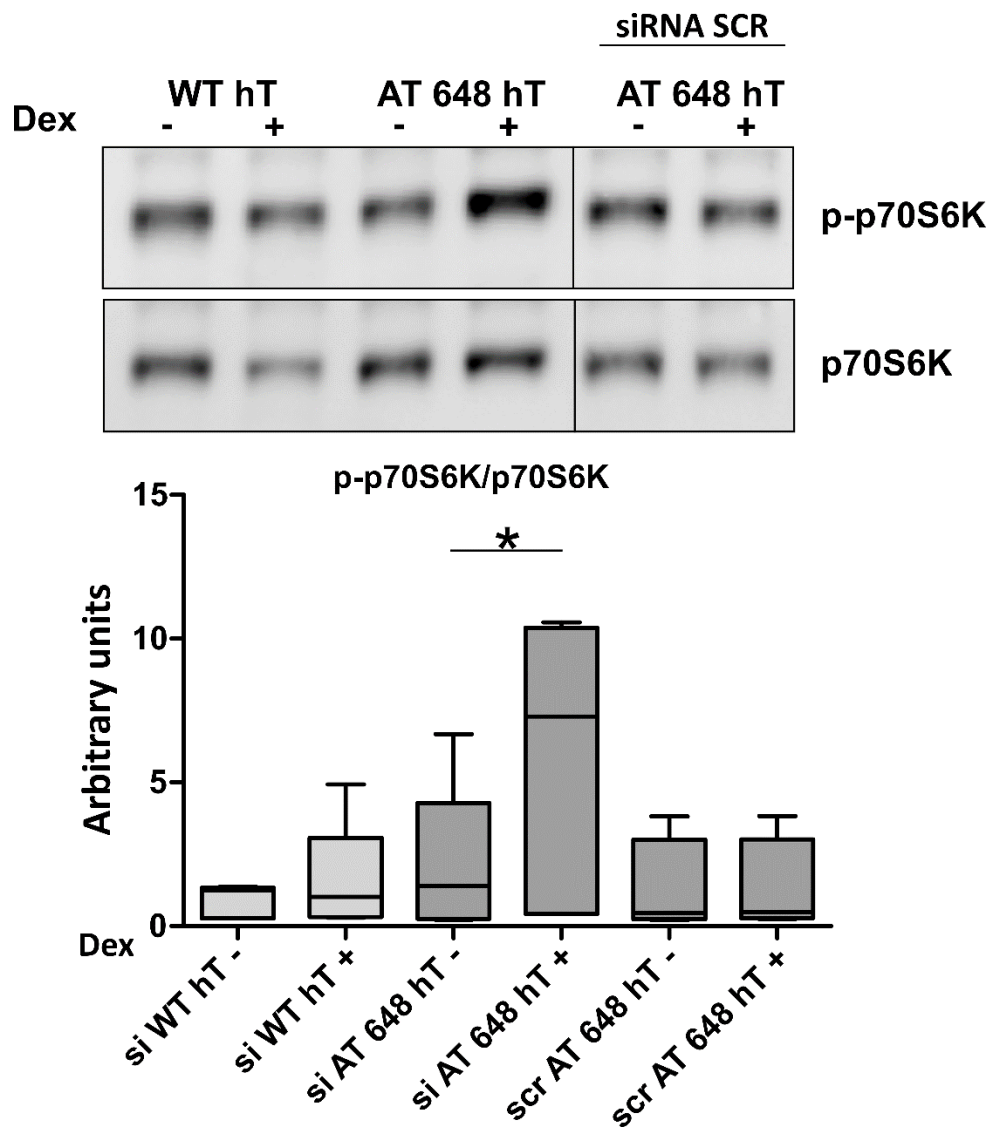 siRNA SCR
WT hT AT 648 hT AT 648 hT
Dex - + - + - +
p-p70S6K
p70S6K
p-p70S6K/p70S6K
15
*
10
5
0
Arbitrary units
Dex
si WT hT -
si WT hT +
si AT 648 hT -
si AT 648 hT +
scr AT 648 hT -
scr AT 648 hT +